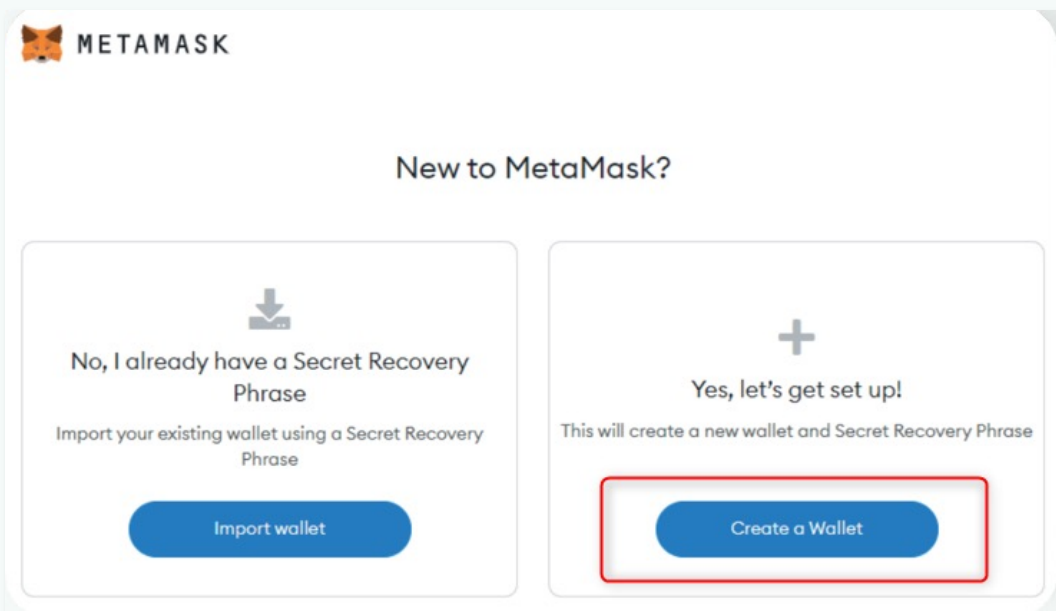 METAMASK
New to MetaMask?
No, I already have a Secret Recovery
Phrase
Import your existing wallet using a Secret Recovery
Phrase
Import wallet
Yes, let's get set up!
This will create a new wallet and Secret Recovery Phrase
Create a Wallet